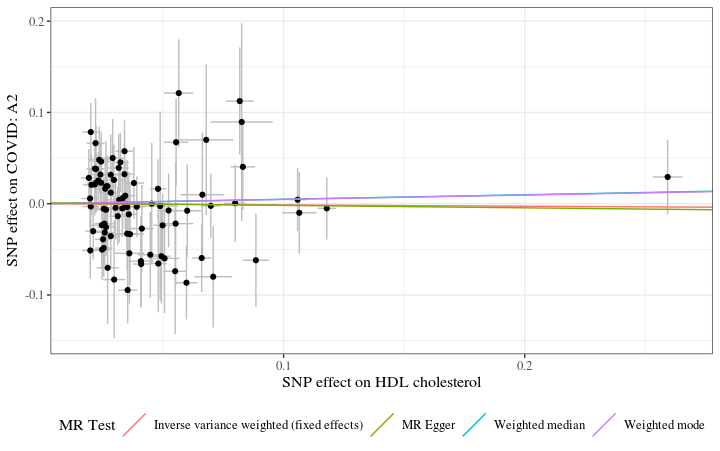 0.2
0.1
0.0
-0.1
SNP effect on COVID: A2
0.1
0.2
SNP effect on HDL cholesterol
MR Test
Inverse variance weighted (fixed effects)
MR Egger
Weighted median
Weighted mode